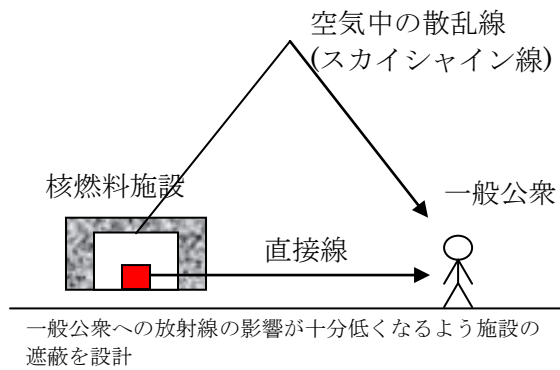 空気中の散乱線
(スカイシャイン線)
核燃料施設
一般公衆
直接線
一般公衆への放射線の影響が十分低くなるよう施設の
遮蔽を設計